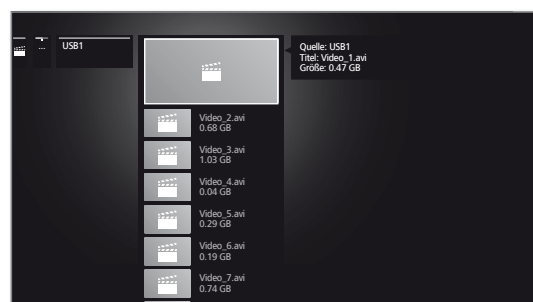 ...
USB1
Quelle: USB1
Titel: Video_1.avi
Größe: 0.47 GB
Video_2.avi
0.68 GB
Video_3.avi
1.03 GB
Video_4.avi
0.04 GB
Video_5.avi
0.29 GB
Video_6.avi
0.19 GB
Video_7.avi
0.74 GB